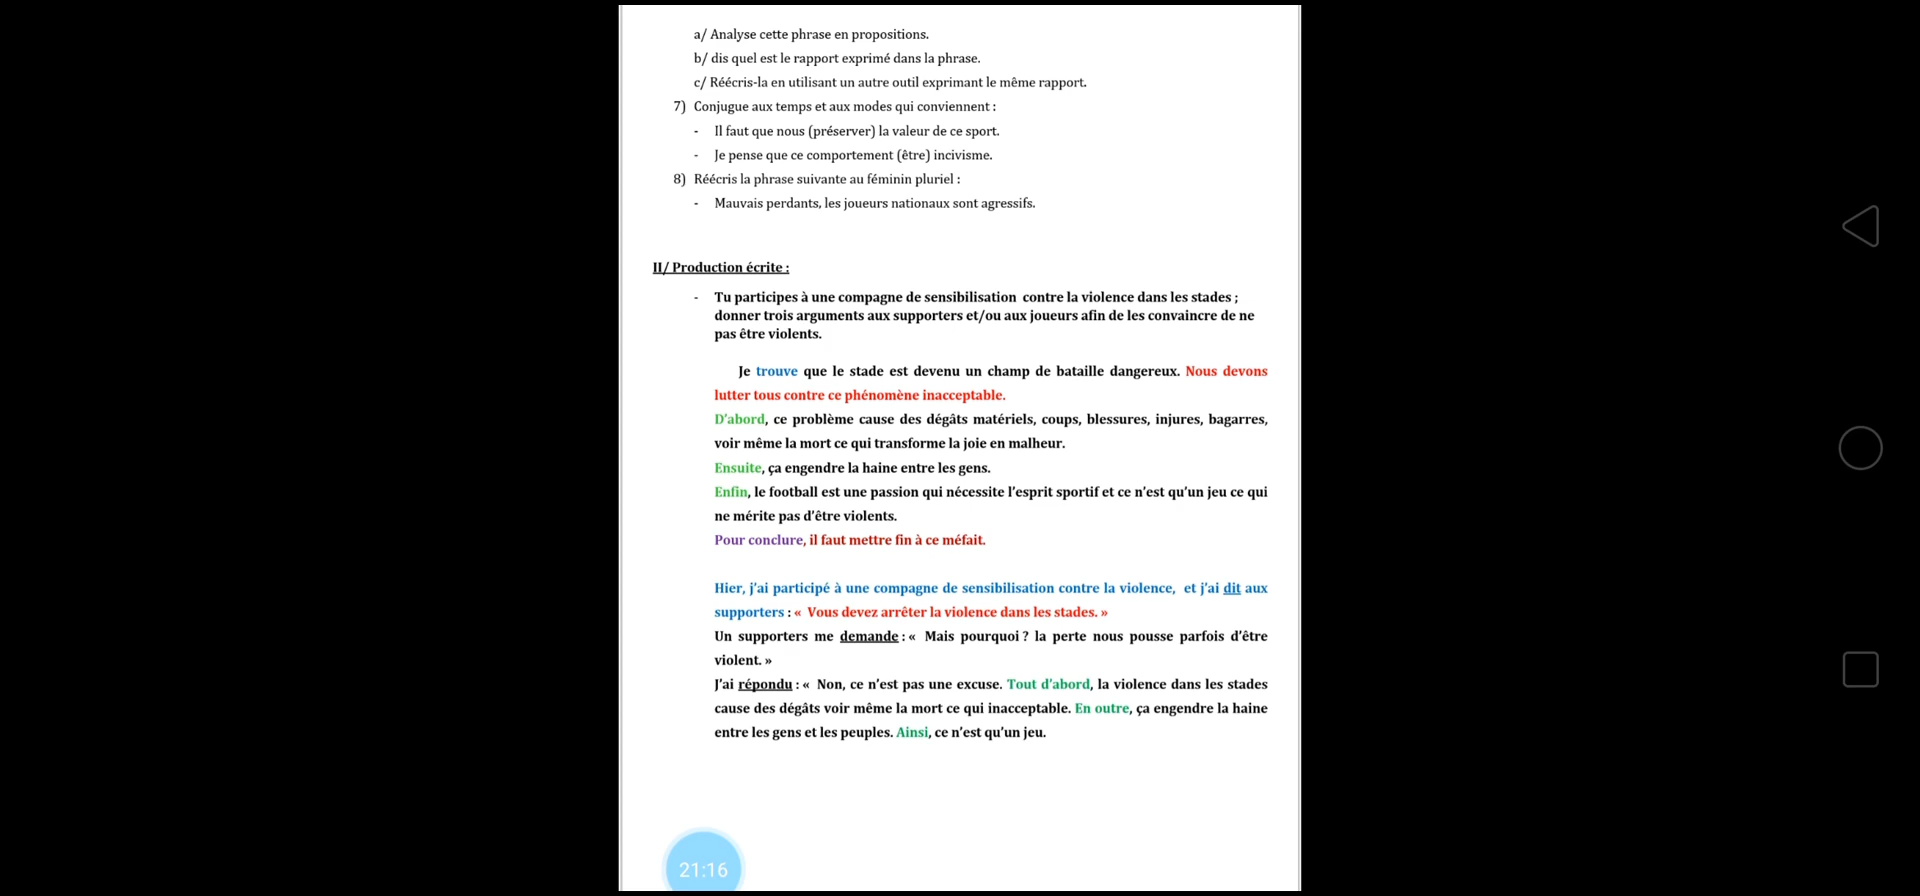 a/ Analyse cette phrase en propositions.
b/ dis quel est le rapport exprimé dans la phrase.
c/ Réécris-la en utilisant un autre outil exprimant le même rapport.
7) Conjugue aux temps et aux modes qui conviennent :
- Il faut que nous (préserver) la valeur de ce sport.
- Je pense que ce comportement (être) incivisme.
8) Réécris la phrase suivante au féminin pluriel :
- Mauvais perdants, les joueurs nationaux sont agressifs.
II/ Production écrite :
- Tu participes à une compagne de sensibilisation contre la violence dans les stades ;
donner trois arguments aux supporters et/ou aux joueurs afin de les convaincre de ne
pas être violents.
Je trouve que le stade est devenu un champ de bataille dangereux. Nous devons
lutter tous contre ce phénomène inacceptable.
D'abord, ce problème cause des dégâts matériels, coups, blessures, injures, bagarres,
voir même la mort ce qui transforme la joie en malheur.
Ensuite, ça engendre la haine entre les gens.
Enfin, le football est une passion qui nécessite l'esprit sportif et ce n'est qu'un jeu ce qui
ne mérite pas d'être violents.
Pour conclure, il faut mettre fin à ce méfait.
Hier, j'ai participé à une compagne de sensibilisation contre la violence, et j'ai dit aux
supporters : « Vous devez arrêter la violence dans les stades. »
Un supporters me demande : « Mais pourquoi ? la perte nous pousse parfois d'être
violent. »
J'ai répondu : « Non, ce n'est pas une excuse. Tout d'abord, la violence dans les stades
cause des dégâts voir même la mort ce qui inacceptable. En outre, ça engendre la haine
entre les gens et les peuples. Ainsi, ce n'est qu'un jeu.
21:16